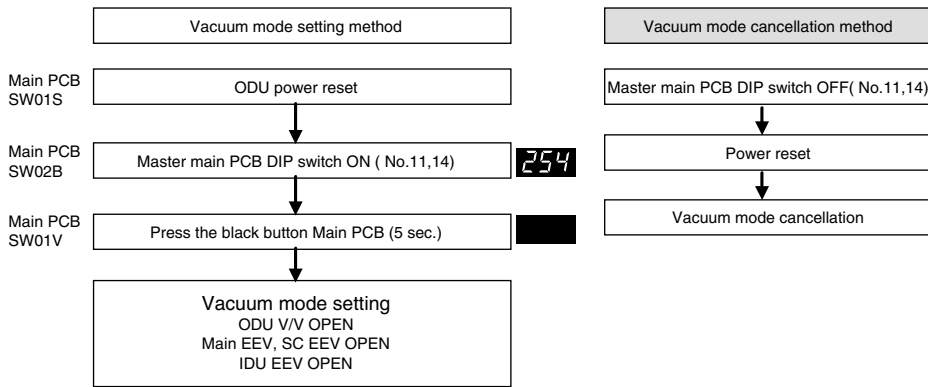 Vacuum mode setting method
Main PCB
SW01S
ODU power reset
Main PCB
SW02B
Master main PCB DIP switch ON ( No.11,14)
254
Main PCB
SW01V
Press the black button Main PCB (5 sec.)
Vacuum mode setting
ODU V/V OPEN
Main EEV, SC EEV OPEN
IDU EEV OPEN
Vacuum mode cancellation method
Master main PCB DIP switch OFF( No.11,14)
Power reset
Vacuum mode cancellation